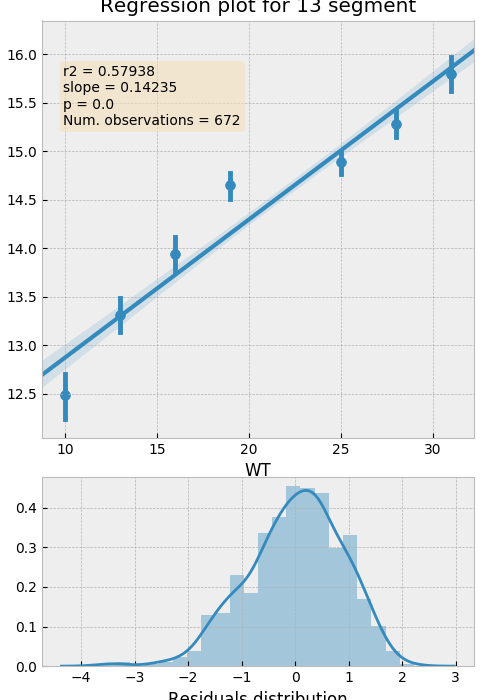 Regression plot for 13 segment
16.0
15.5
15.0
14.5
14.0
13.5
13.0
12.5
r2 = 0.57938
slope = 0.14235
p = 0.0
Num. observations = 672
10 15 20 25 30
WT
0.4
0.3
0.2
0.1
0.0
−4 −3 −2 −1 0 1 2 3
Residuals distribution